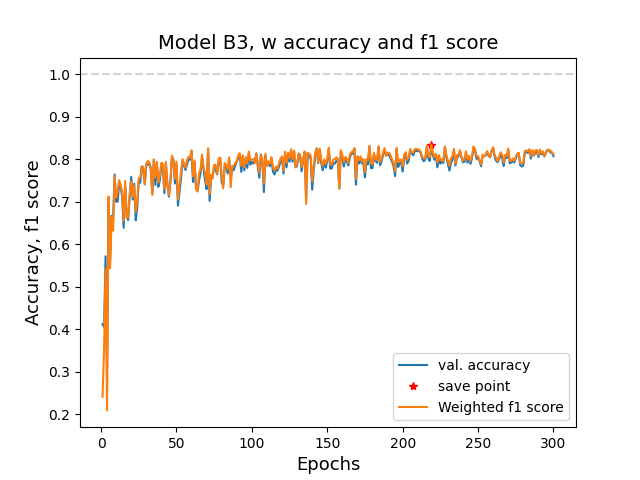 Model B3, w accuracy and f1 score
1.0
0.9
0.8
0.7
0.6
0.5
0.4
0.3
0.2
Accuracy, f1 score
val. accuracy
save point
Weighted f1 score
0 50 100 150 200 250 300
Epochs